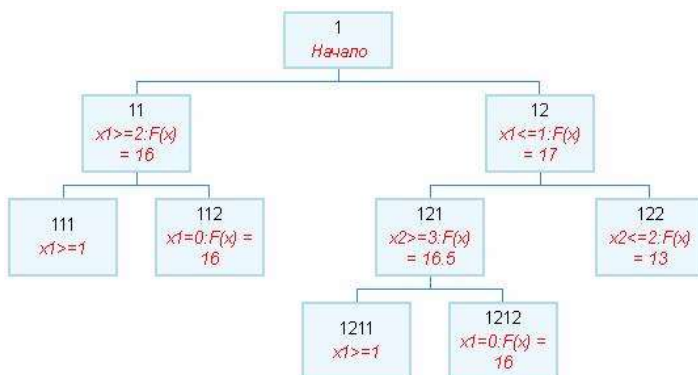 1
Начало
11
x1>=2:F(x)
= 16
12
x1<=1:F(x)
= 17
111
x1>=1
112
x1=0:F(x) =
16
121
x2>=3:F(x)
= 16.5
122
x2<=2:F(x)
= 13
1211
x1>=1
1212
x1=0:F(x) =
16